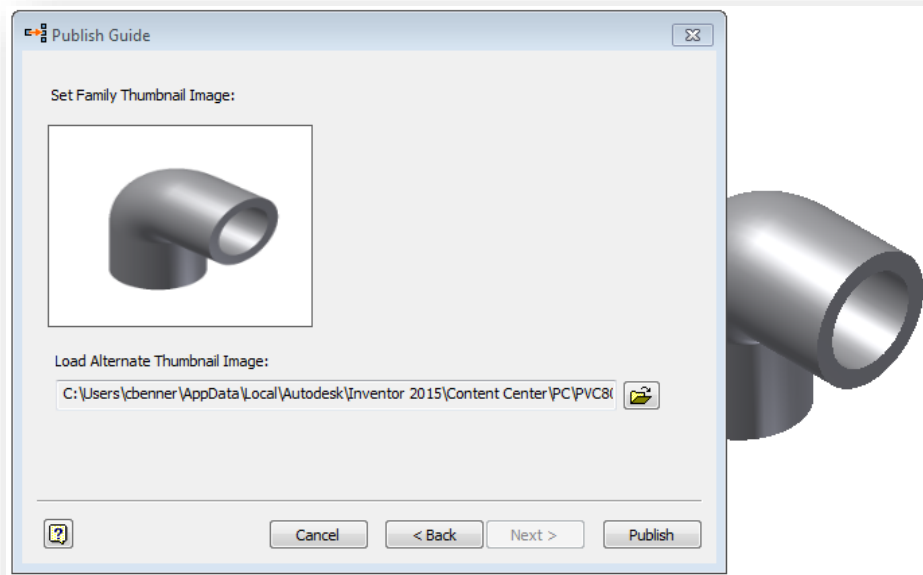 Publish Guide
Set Family Thumbnail Image:
Load Alternate Thumbnail Image:
C:\Users\cbenner\AppData\Local\Autodesk\Inventor 2015\Content Center\PC\PVC80
Cancel < Back Next > Publish